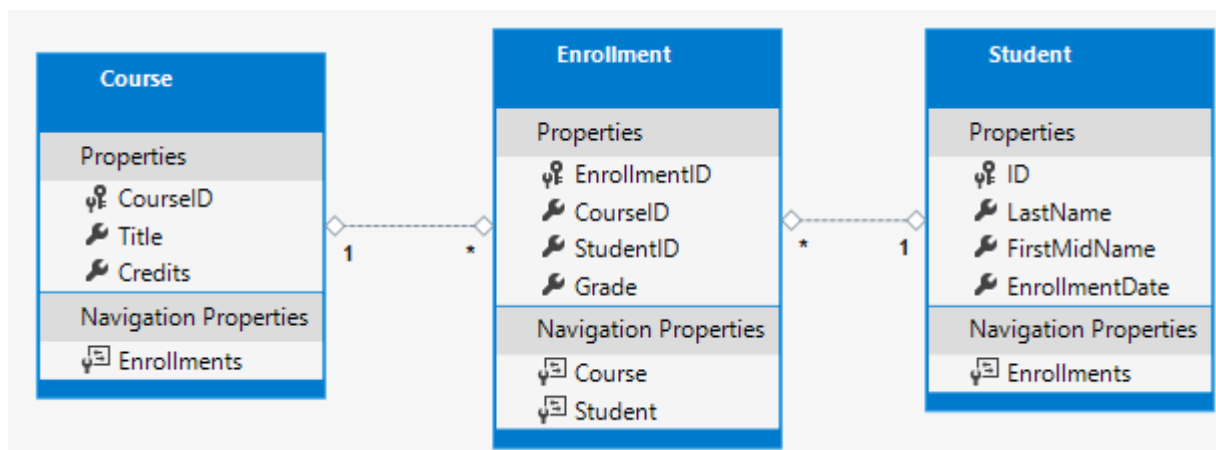 Course
Properties
CourseID
Title
Credits
Navigation Properties
Enrollments
1
*
Enrollment
Properties
EnrollmentID
CourseID
StudentID
Grade
Navigation Properties
Course
Student
*
1
Student
Properties
ID
LastName
FirstMidName
EnrollmentDate
Navigation Properties
Enrollments